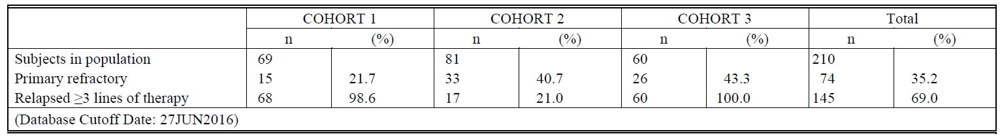 COHORT 1 COHORT 2 COHORT 3 Total
n (%) n (%) n (%) n (%)
Subjects in population 69 81 60 210
Primary refractory 15 21.7 33 40.7 26 43.3 74 35.2
Relapsed ≥3 lines of therapy 68 98.6 17 21.0 60 100.0 145 69.0
(Database Cutoff Date: 27JUN2016)